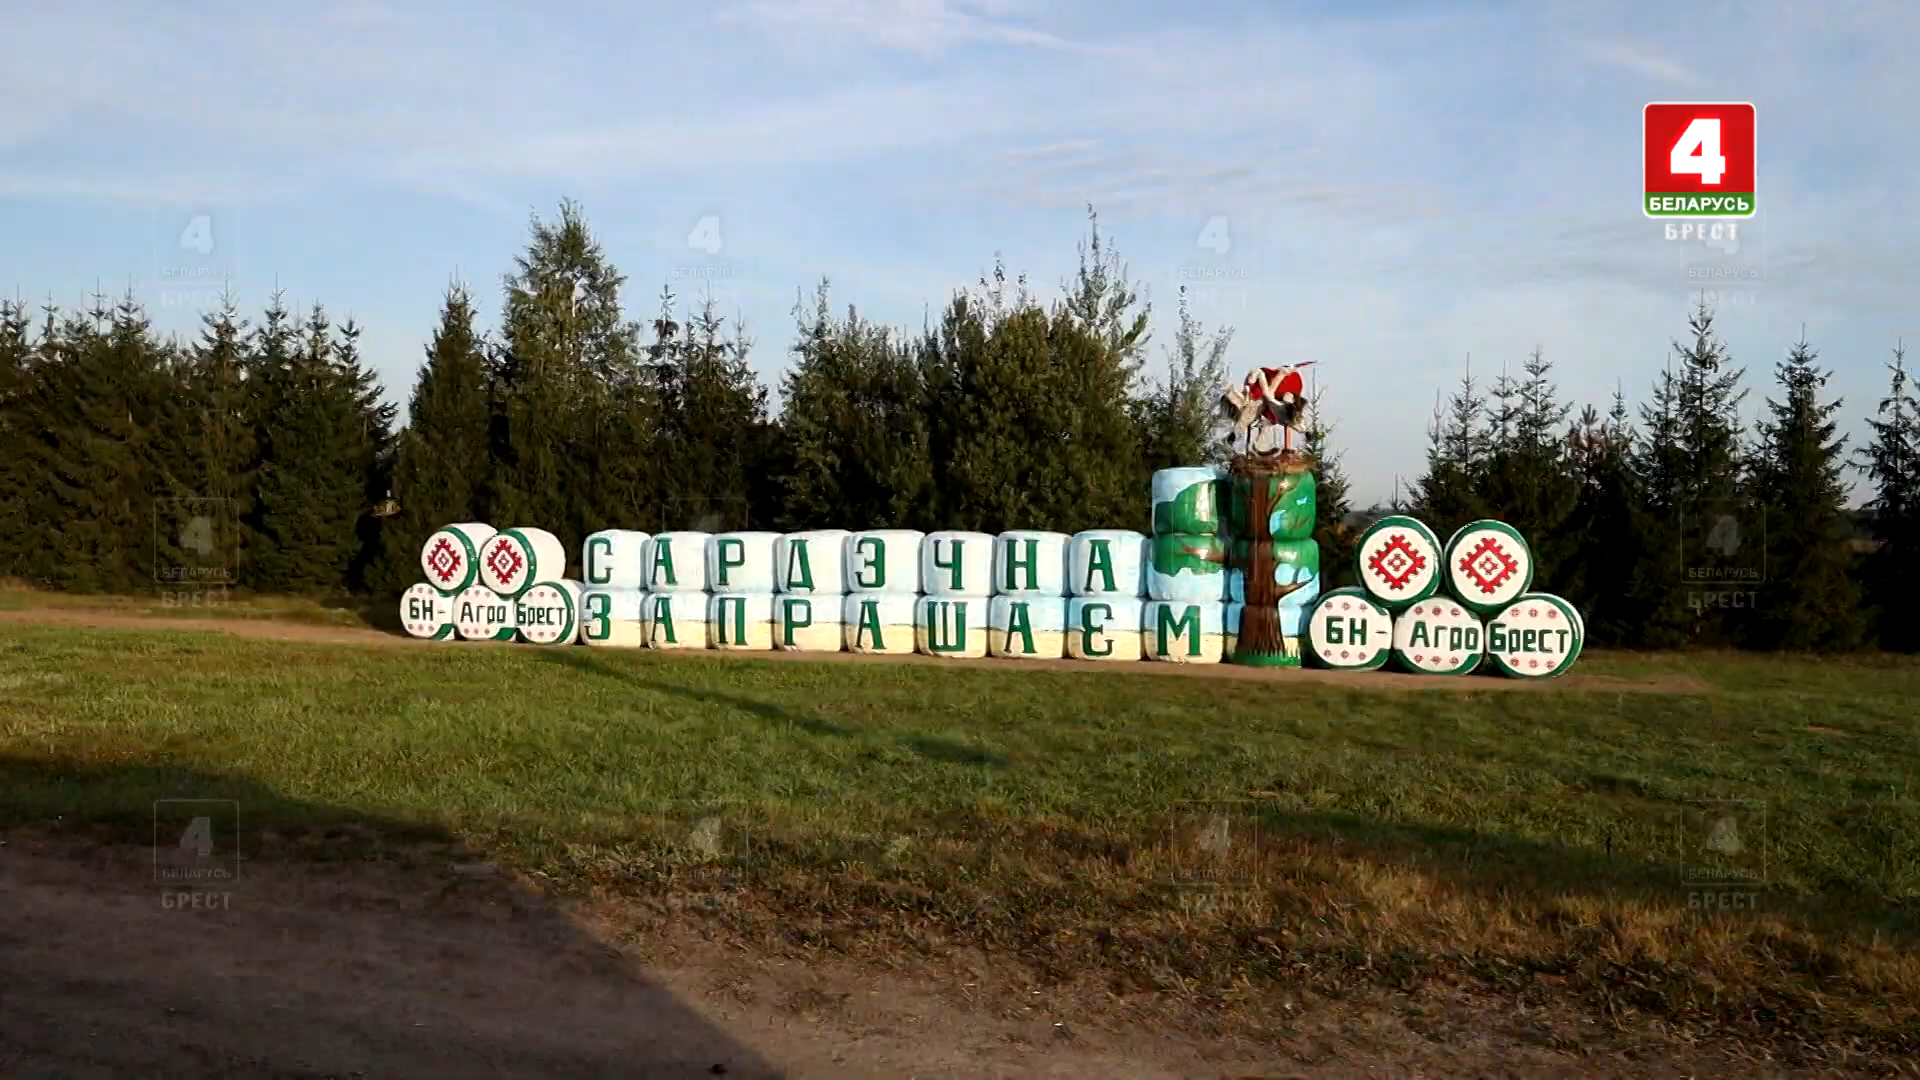 4
БЕЛАРУСЬ
БРЕСТ
САРДЭЧНА
ЗАПРАШАЕМ
БН- Агро Брест
БН- Агро Брест